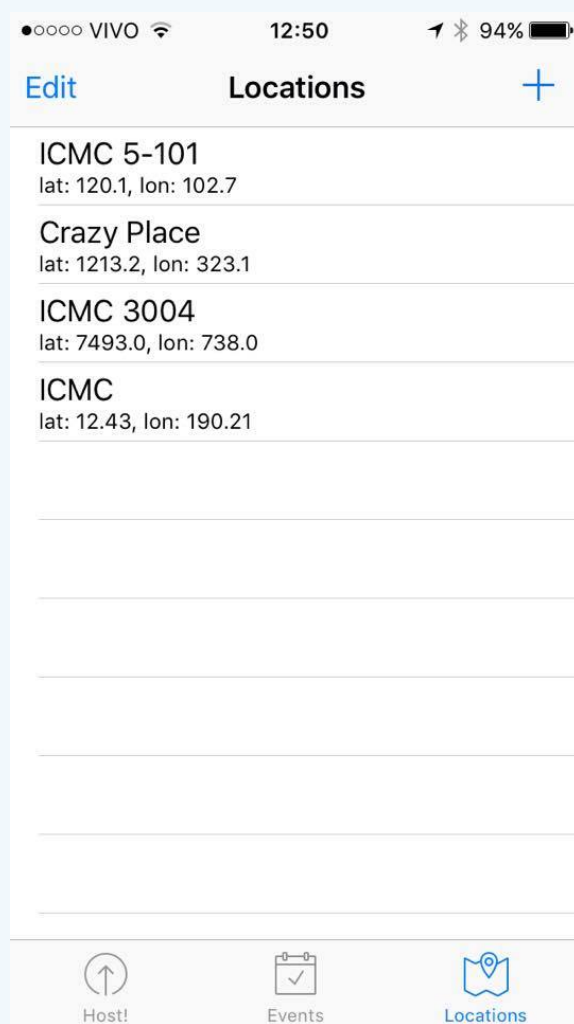 VIVO 12:50 94%
Edit Locations +
ICMC 5-101
lat: 120.1, lon: 102.7
Crazy Place
lat: 1213.2, lon: 323.1
ICMC 3004
lat: 7493.0, lon: 738.0
ICMC
lat: 12.43, lon: 190.21
Host! Events Locations